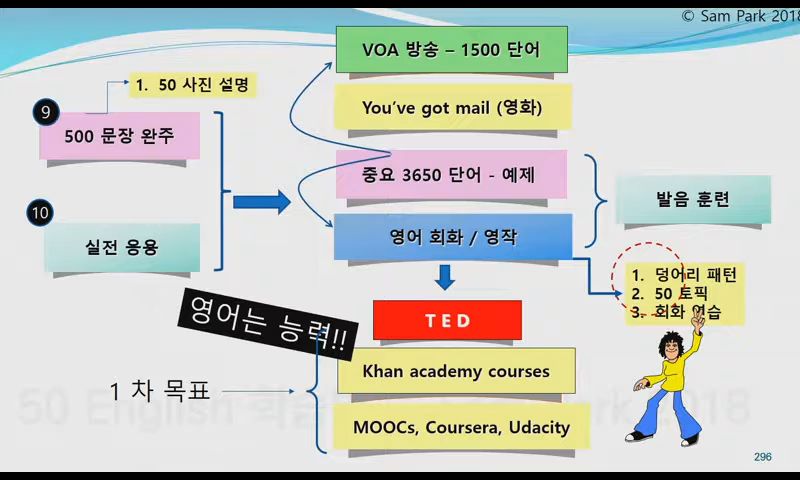 © Sam Park 2018
VOA 방송 – 1500 단어
1. 50 사진 설명
You've got mail (영화)
9
500 문장 완주
중요 3650 단어 - 예제
발음 훈련
10
실전 응용
영어 회화 / 영작
1. 덩어리 패턴
2. 50 토픽
3. 회화 연습
영어는 능력!!
TED
Khan academy courses
1 차 목표
MOOCs, Coursera, Udacity
296